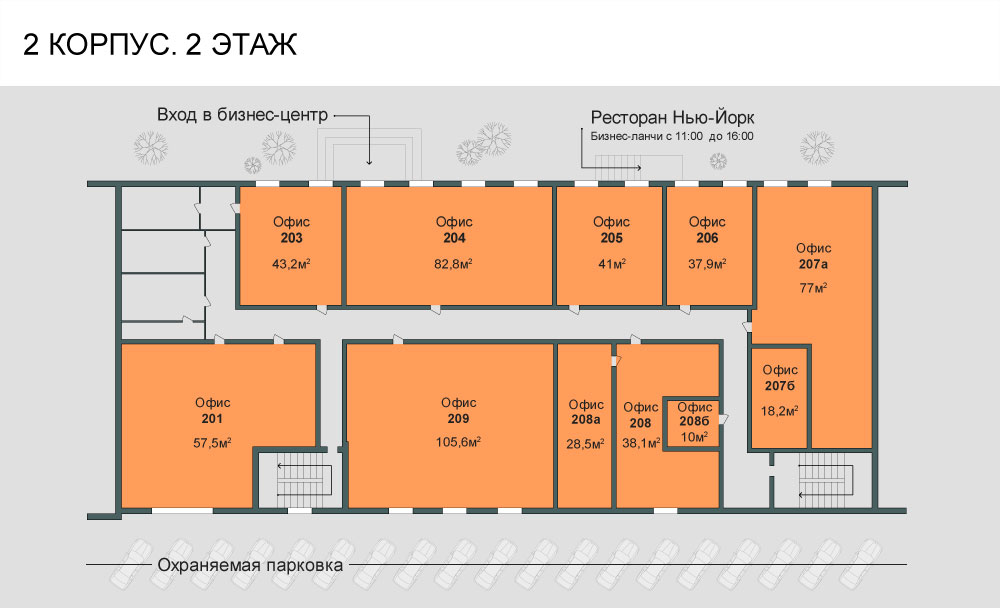 2 КОРПУС. 2 ЭТАЖ
Вход в бизнес-центр
Ресторан Нью-Йорк
Бизнес-ланчи с 11:00 до 16:00
Офис
203
43,2м²
Офис
204
82,8м²
Офис
205
41м²
Офис
206
37,9м²
Офис
207а
77м²
Офис
207б
18,2м²
Офис
201
57,5м²
Офис
209
105,6м²
Офис
208а
28,5м²
Офис
208
38,1м²
Офис
208б
10м²
Охраняемая парковка